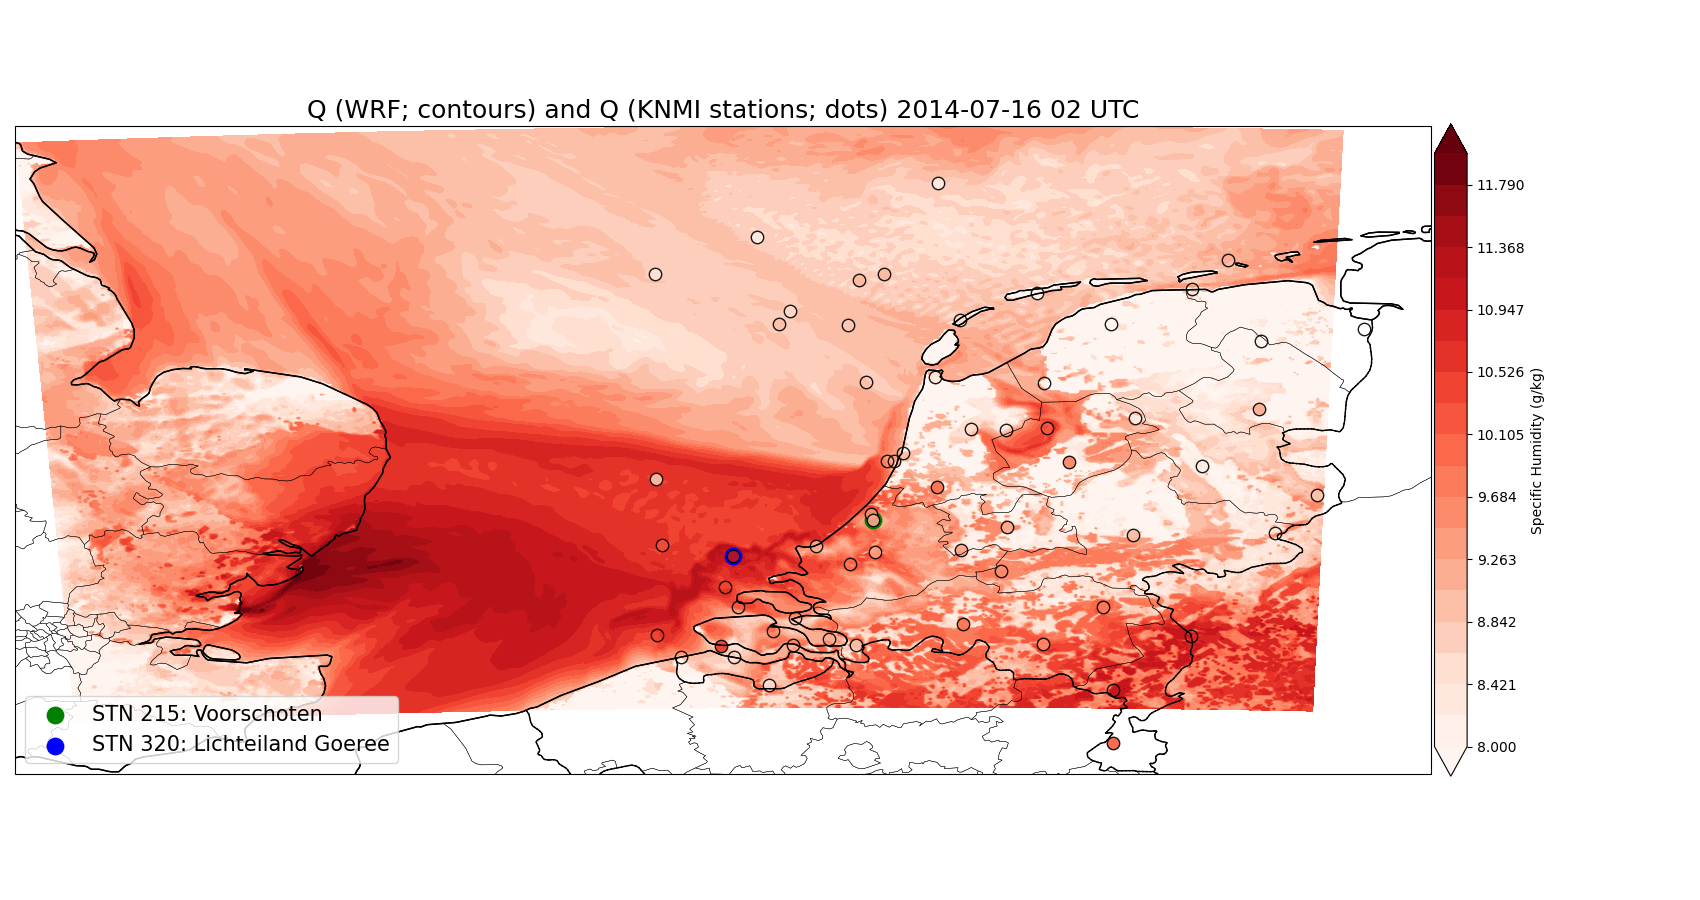 Q (WRF; contours) and Q (KNMI stations; dots) 2014-07-16 02 UTC
11.790
11.368
10.947
10.526
10.105
9.684
9.263
8.842
8.421
8.000
Specific Humidity (g/kg)
STN 215: Voorschoten
STN 320: Lichteiland Goeree